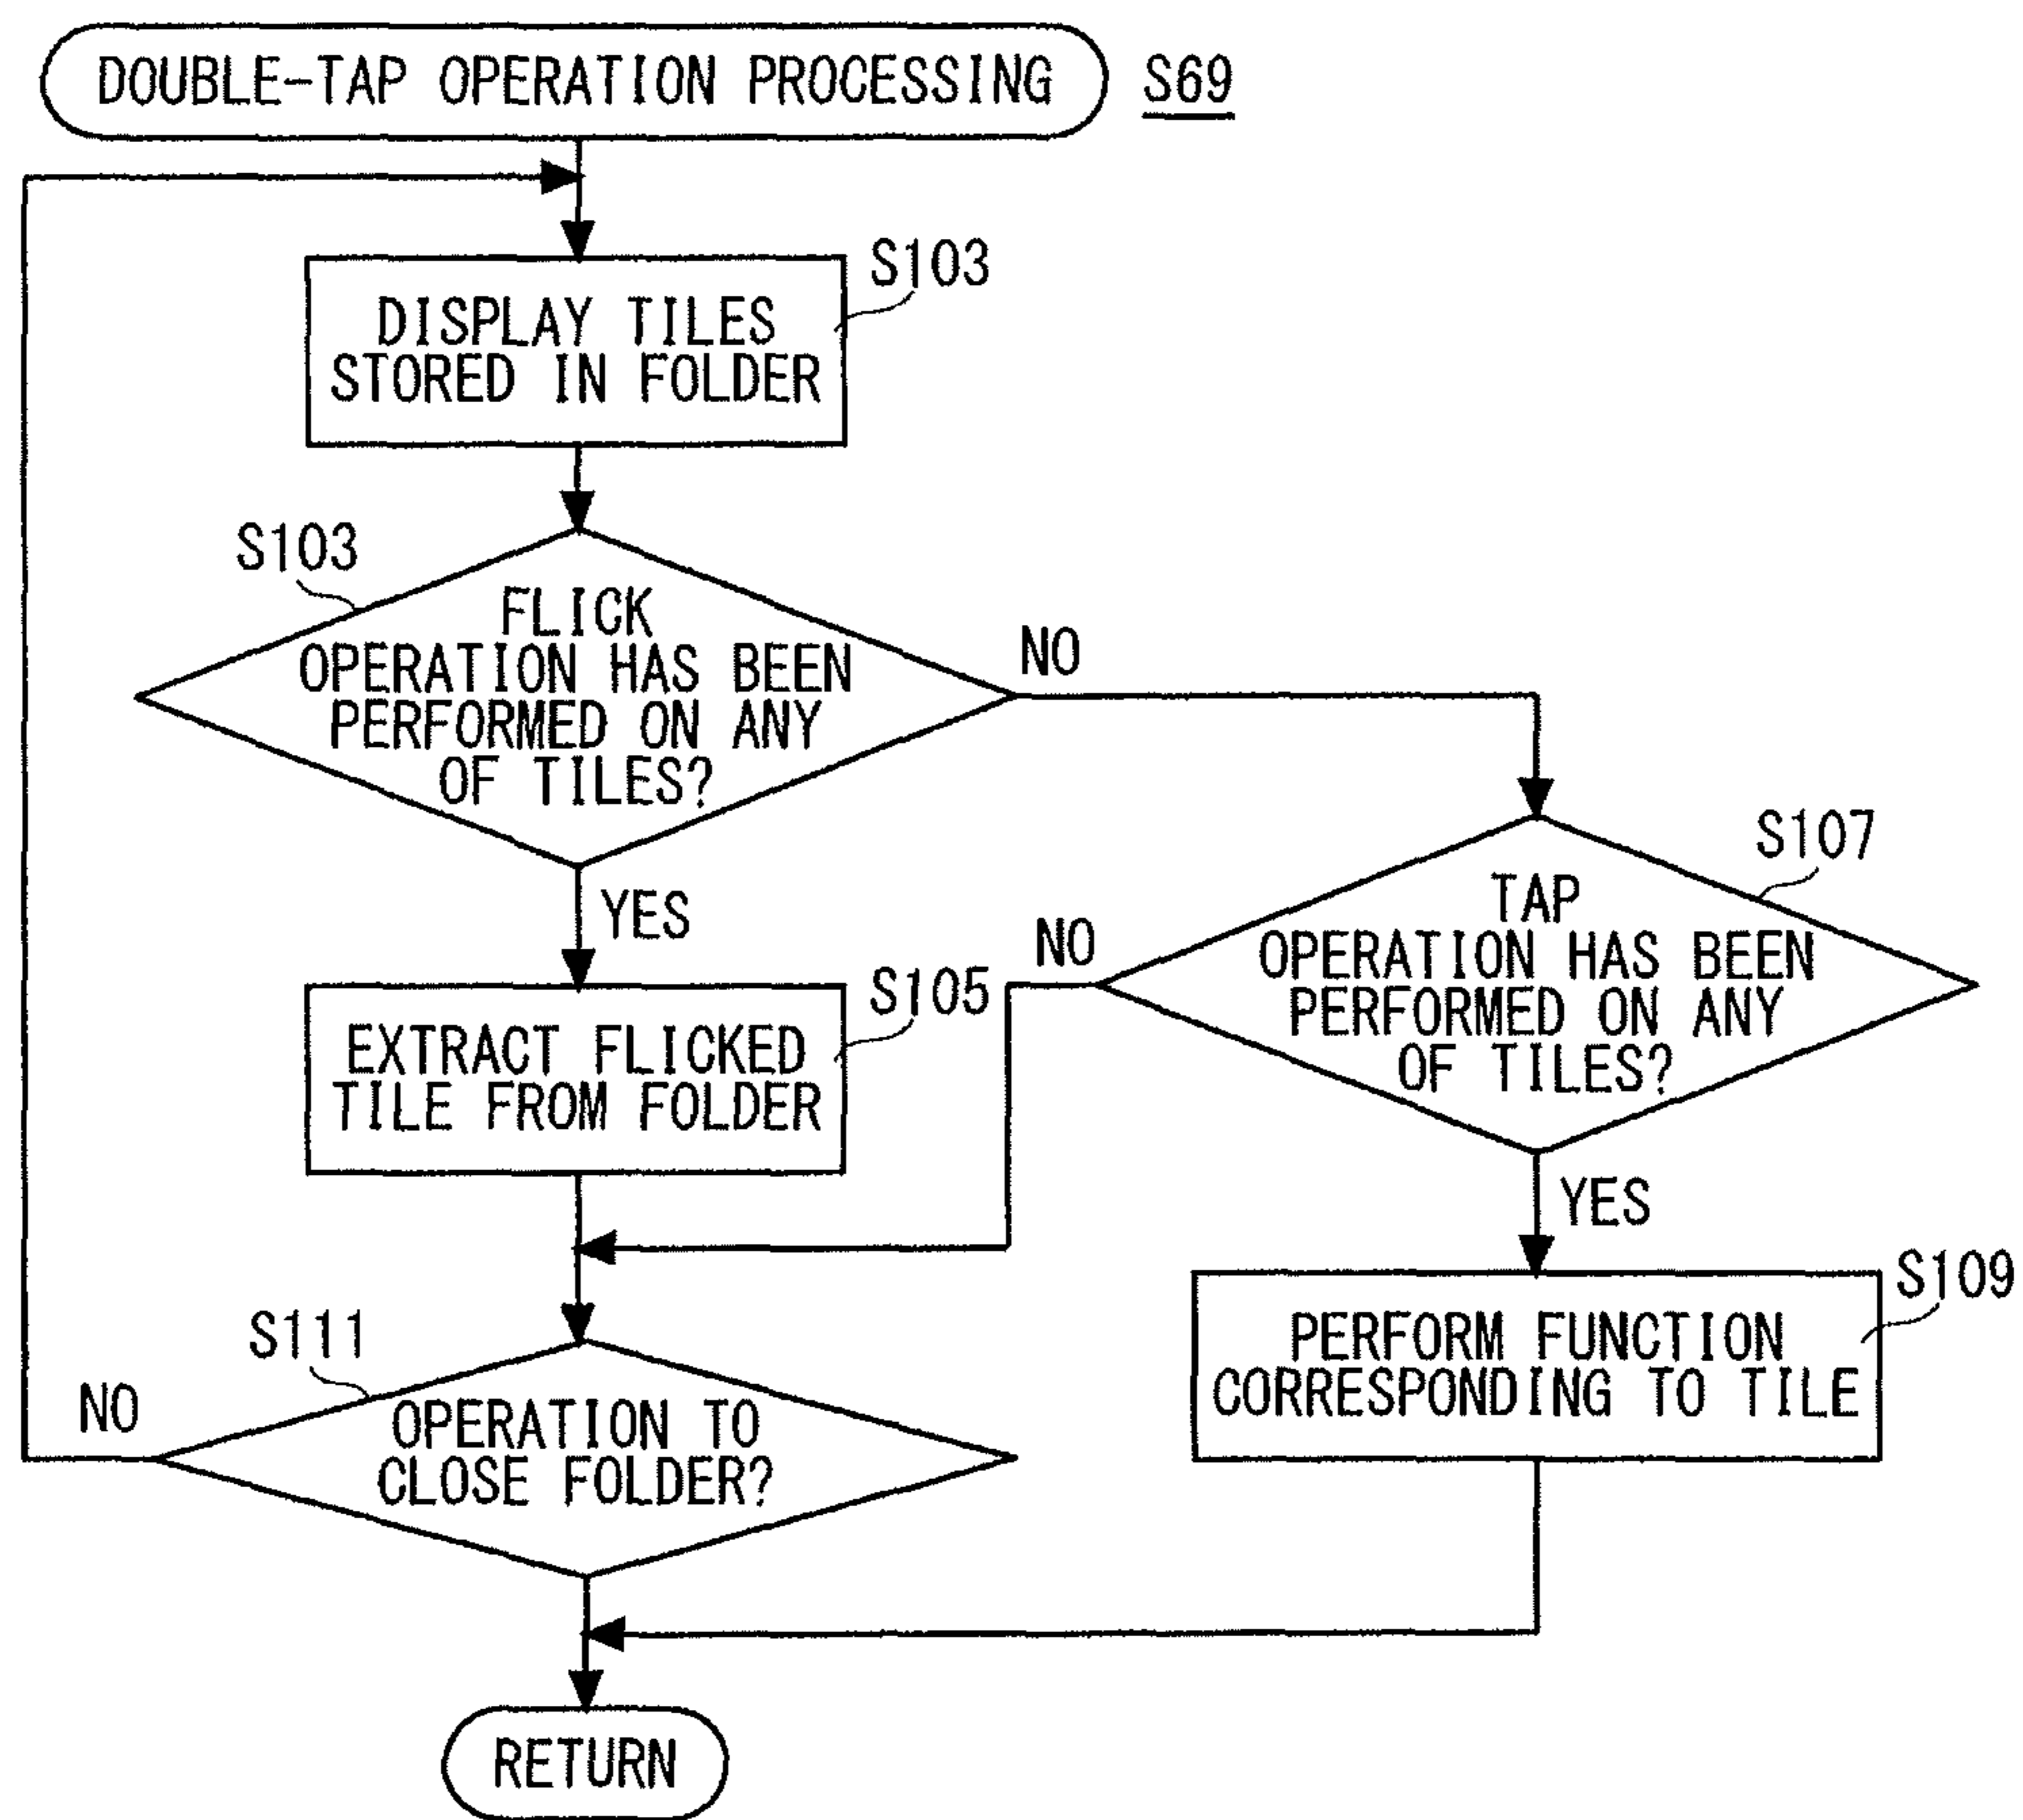 DOUBLE-TAP OPERATION PROCESSING S69
S103
DISPLAY TILES
STORED IN FOLDER
S103
FLICK
OPERATION HAS BEEN
PERFORMED ON ANY
OF TILES?
NO
YES
S107
TAP
OPERATION HAS BEEN
PERFORMED ON ANY
OF TILES?
NO
YES
S105
EXTRACT FLICKED
TILE FROM FOLDER
S109
PERFORM FUNCTION
CORRESPONDING TO TILE
S111
OPERATION TO
CLOSE FOLDER?
NO
RETURN